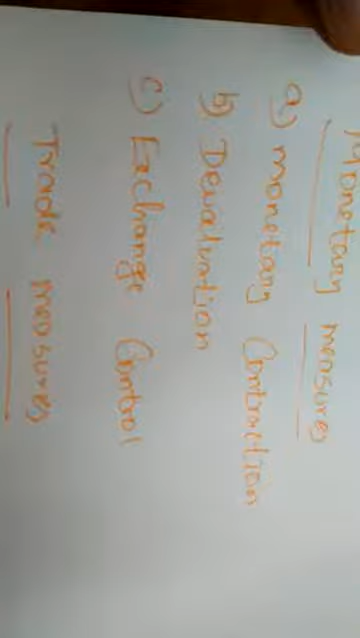 Monetary measures
a) monetary Contraction
b) Devaluation
c) Exchange Control
Trade measures